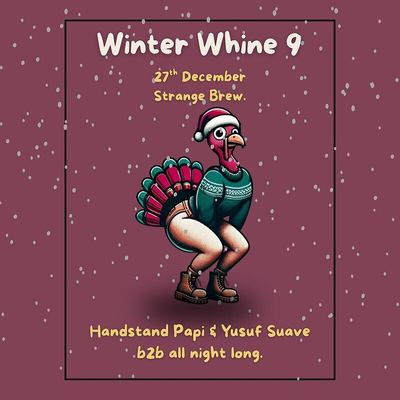 Winter Whine 9
27th December
Strange Brew.
Handstand Papi & Yusuf Suave
b2b all night long.